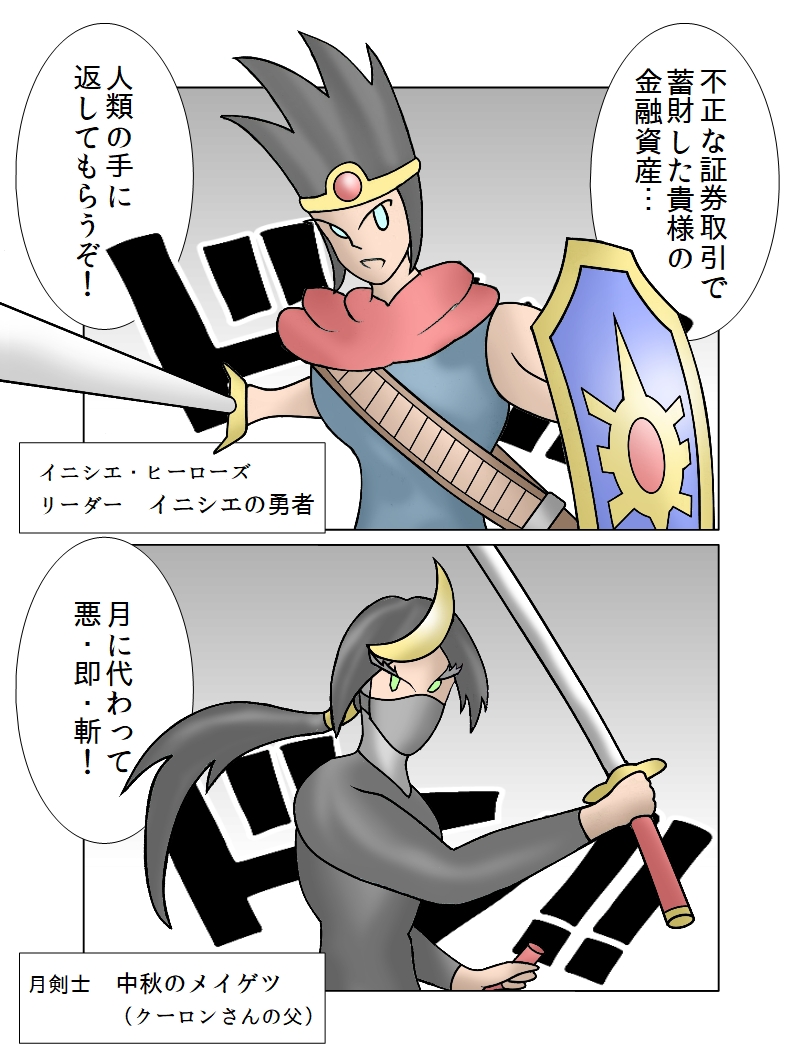 不正な証券取引で
蓄財した貴様の
金融資産…
人類の手に
返してもらうぞ！
イニシエ・ヒーローズ
リーダー　イニシエの勇者
月に代わって
悪・即・斬！
月剣士　中秋のメイゲツ
（クーロンさんの父）